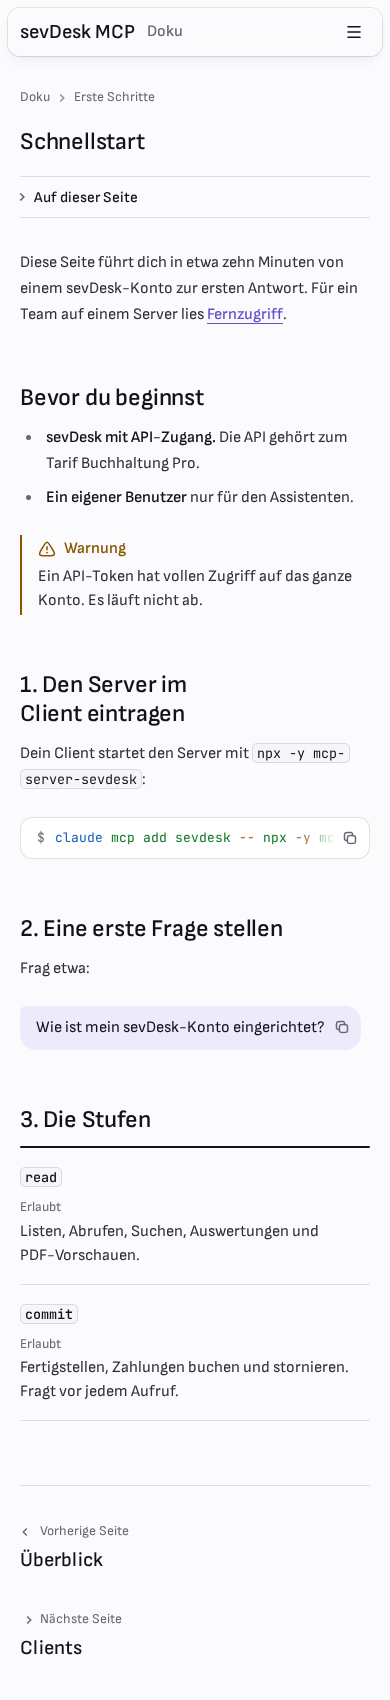 sevDesk MCP Doku
Doku > Erste Schritte
Schnellstart
Auf dieser Seite
Diese Seite führt dich in etwa zehn Minuten von
einem sevDesk-Konto zur ersten Antwort. Für ein
Team auf einem Server lies Fernzugriff.
Bevor du beginnst
• sevDesk mit API-Zugang. Die API gehört zum
Tarif Buchhaltung Pro.
• Ein eigener Benutzer nur für den Assistenten.
Warnung
Ein API-Token hat vollen Zugriff auf das ganze
Konto. Es läuft nicht ab.
1. Den Server im
Client eintragen
Dein Client startet den Server mit npx -y mcp-
server-sevdesk:
$ claude mcp add sevdesk -- npx -y mc
2. Eine erste Frage stellen
Frag etwa:
Wie ist mein sevDesk-Konto eingerichtet?
3. Die Stufen
read
Erlaubt
Listen, Abrufen, Suchen, Auswertungen und
PDF-Vorschauen.
commit
Erlaubt
Fertigstellen, Zahlungen buchen und stornieren.
Fragt vor jedem Aufruf.
Vorherige Seite
Überblick
Nächste Seite
Clients